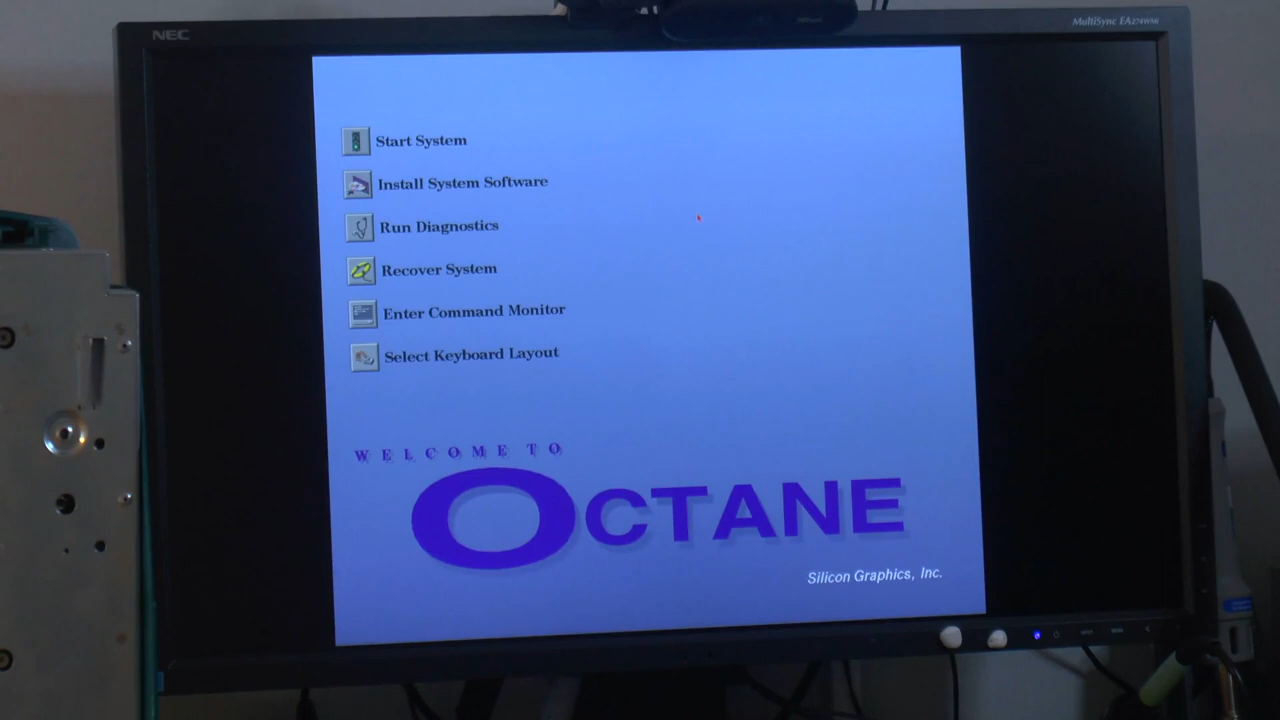 NEC
MultiSync EA274WMi
Start System
Install System Software
Run Diagnostics
Recover System
Enter Command Monitor
Select Keyboard Layout
WELCOME TO
OCTANE
Silicon Graphics, Inc.